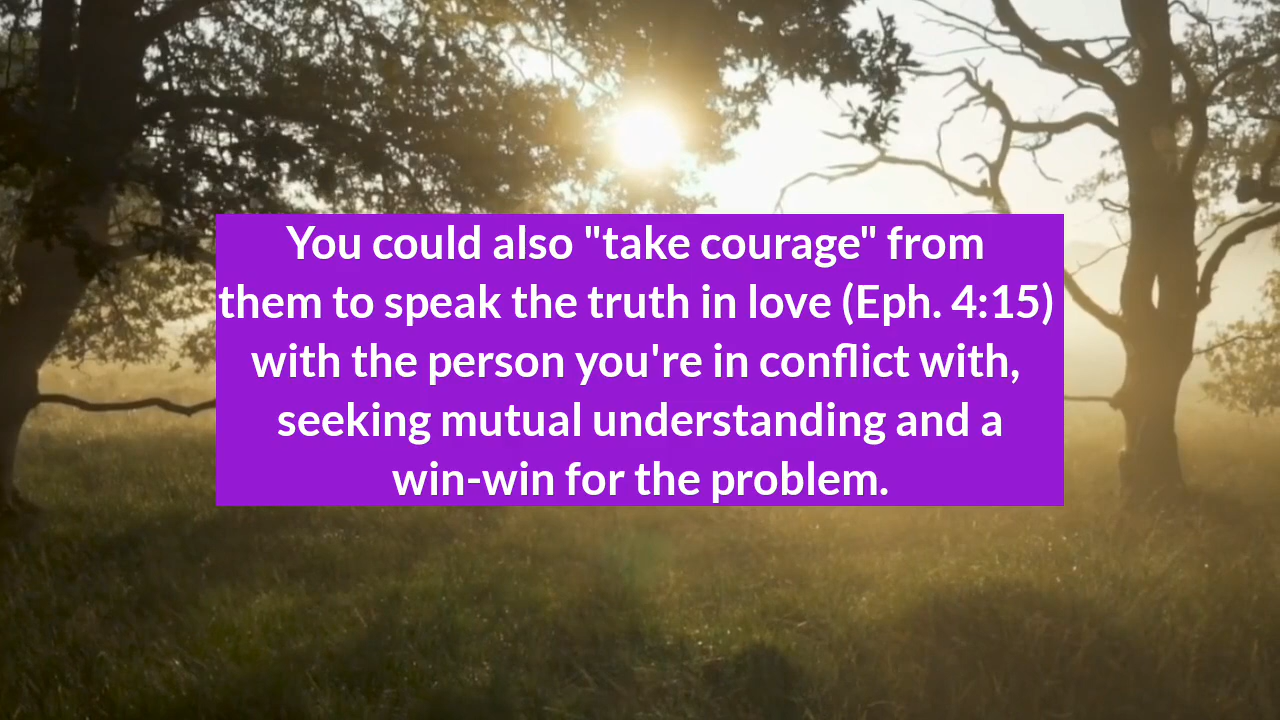 You could also "take courage" from
them to speak the truth in love (Eph. 4:15)
with the person you're in conflict with,
seeking mutual understanding and a
win-win for the problem.